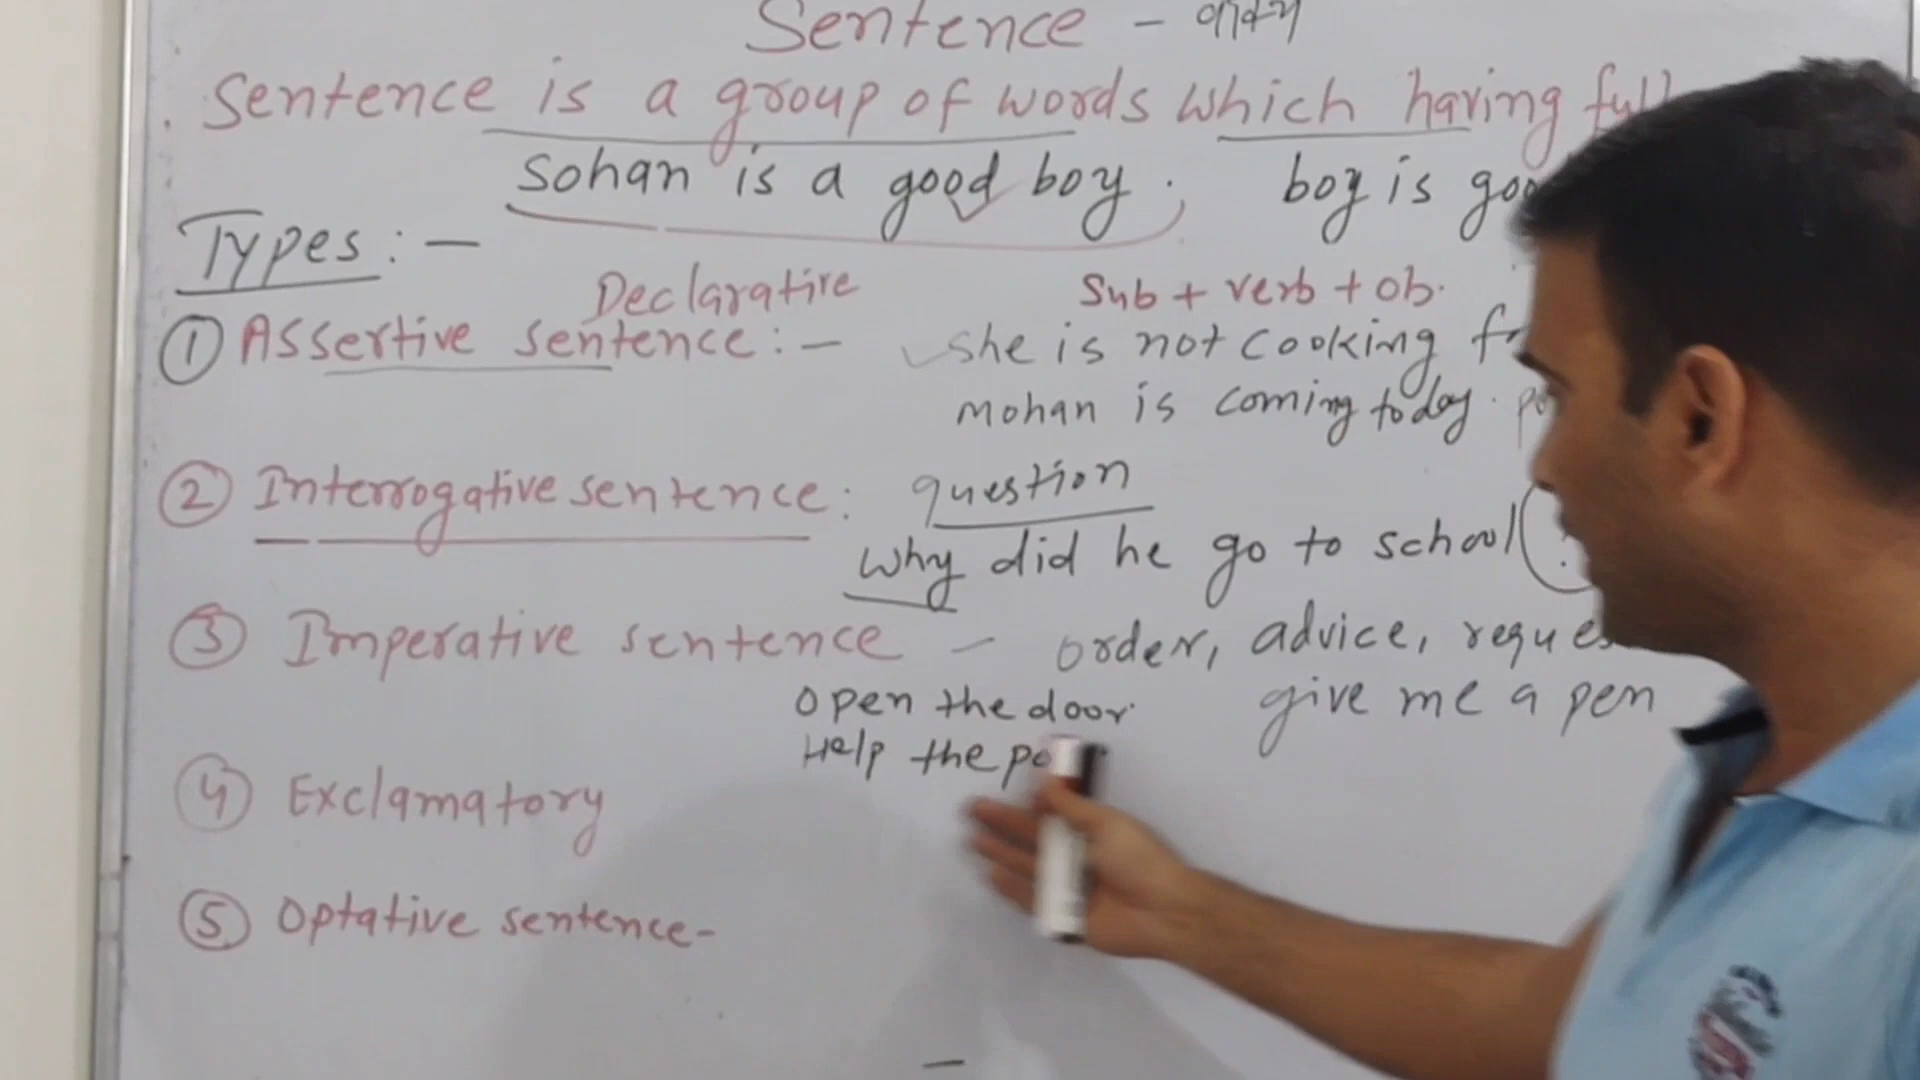 Sentence - वाक्य
Sentence is a group of words which having full
Sohan is a good boy. boy is
Types :-
Declarative Sub + verb + ob.
① Assertive sentence :- she is not cooking
Mohan is coming today.
② Interrogative sentence : question
Why did he go to school ?
③ Imperative sentence - order, advice,
Open the door. give me a pen
Help the
④ Exclamatory
⑤ Optative sentence-